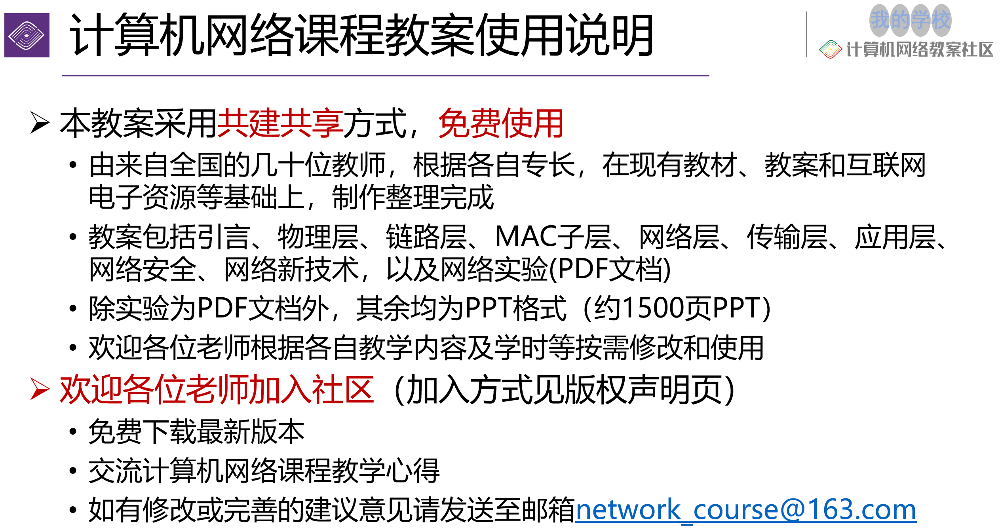 计算机网络课程教案使用说明
我的学校
计算机网络教案社区
本教案采用共建共享方式，免费使用
• 由来自全国的几十位教师，根据各自专长，在现有教材、教案和互联网
电子资源等基础上，制作整理完成
• 教案包括引言、物理层、链路层、MAC子层、网络层、传输层、应用层、
网络安全、网络新技术，以及网络实验(PDF文档)
• 除实验为PDF文档外，其余均为PPT格式（约1500页PPT）
• 欢迎各位老师根据各自教学内容及学时等按需修改和使用
欢迎各位老师加入社区（加入方式见版权声明页）
• 免费下载最新版本
• 交流计算机网络课程教学心得
• 如有修改或完善的建议意见请发送至邮箱network_course@163.com